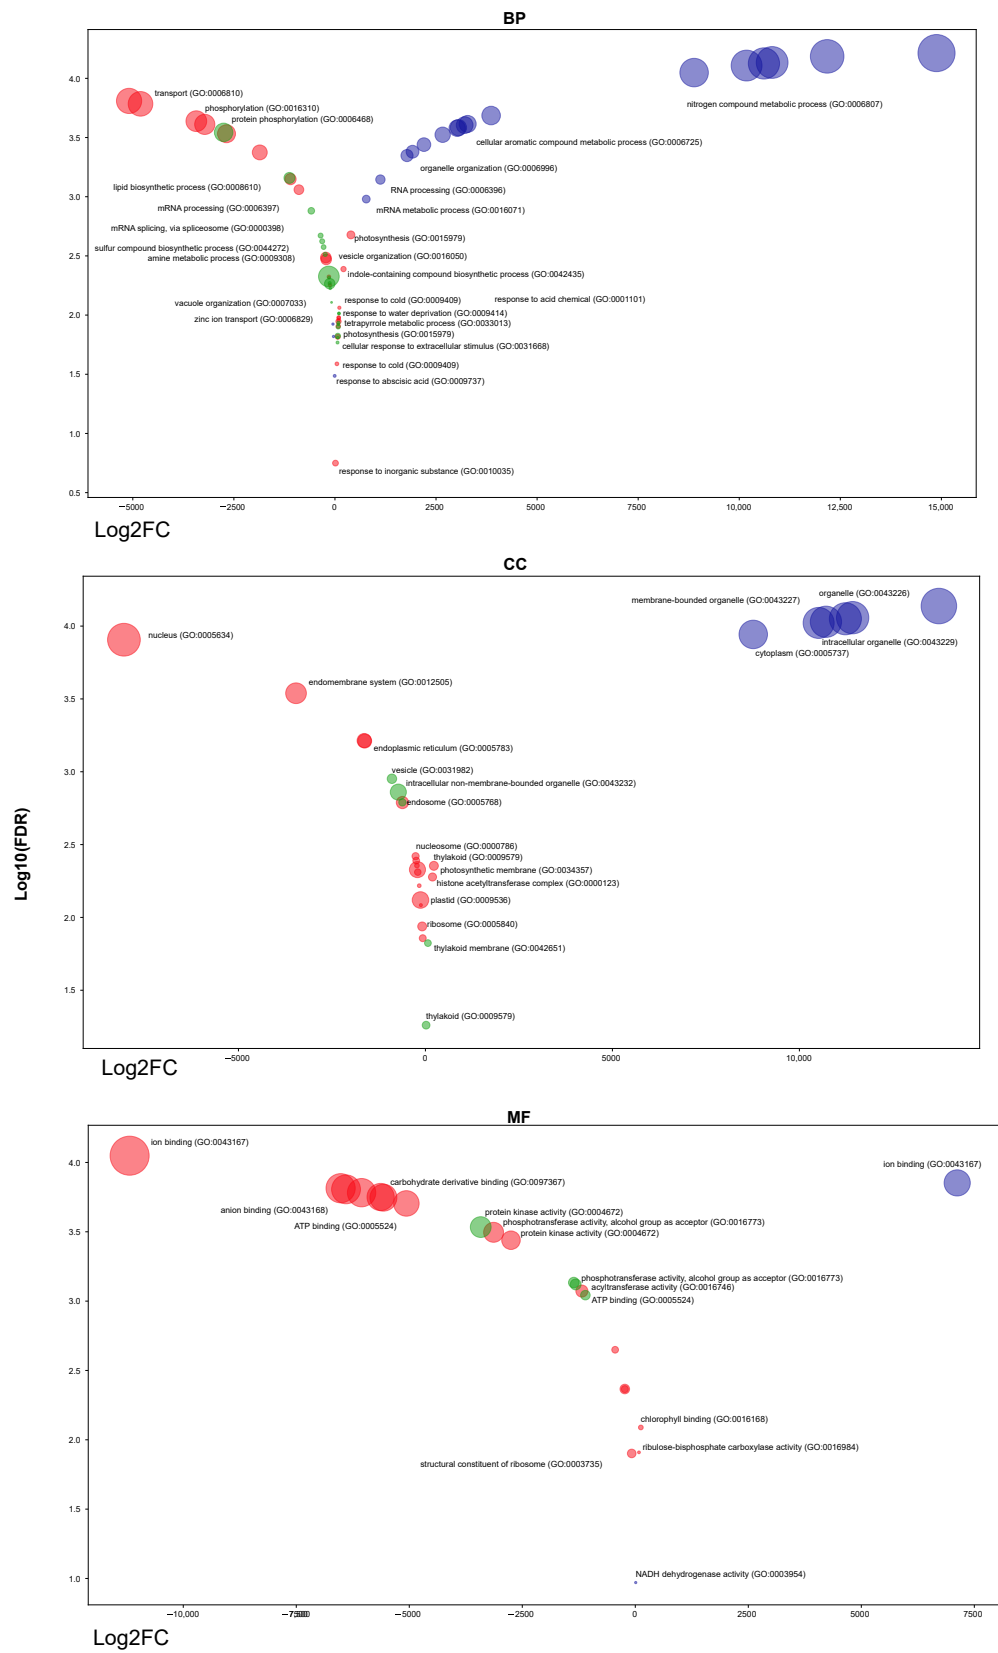 BP
4.0
3.5
3.0
2.5
2.0
1.5
1.0
0.5
transport (GO:0006810)
phosphorylation (GO:0016310)
protein phosphorylation (GO:0006468)
nitrogen compound metabolic process (GO:0006807)
cellular aromatic compound metabolic process (GO:0006725)
organelle organization (GO:0006996)
lipid biosynthetic process (GO:0008610)
RNA processing (GO:0006396)
mRNA processing (GO:0006397)
mRNA metabolic process (GO:0016071)
mRNA splicing, via spliceosome (GO:0000398)
photosynthesis (GO:0015979)
sulfur compound biosynthetic process (GO:0044272)
vesicle organization (GO:0016050)
amine metabolic process (GO:0009308)
indole-containing compound biosynthetic process (GO:0042435)
vacuole organization (GO:0007033)
response to cold (GO:0009409)
response to acid chemical (GO:0001101)
response to water deprivation (GO:0009414)
zinc ion transport (GO:0006829)
tetrapyrrole metabolic process (GO:0033013)
photosynthesis (GO:0015979)
cellular response to extracellular stimulus (GO:0031668)
response to cold (GO:0009409)
response to abscisic acid (GO:0009737)
response to inorganic substance (GO:0010035)
−5000 −2500 0 2500 5000 7500 10,000 12,500 15,000
Log2FC
CC
Log10(FDR)
4.0
3.5
3.0
2.5
2.0
1.5
organelle (GO:0043226)
membrane-bounded organelle (GO:0043227)
nucleus (GO:0005634)
intracellular organelle (GO:0043229)
cytoplasm (GO:0005737)
endomembrane system (GO:0012505)
endoplasmic reticulum (GO:0005783)
vesicle (GO:0031982)
intracellular non-membrane-bounded organelle (GO:0043232)
endosome (GO:0005768)
nucleosome (GO:0000786)
thylakoid (GO:0009579)
photosynthetic membrane (GO:0034357)
histone acetyltransferase complex (GO:0000123)
plastid (GO:0009536)
ribosome (GO:0005840)
thylakoid membrane (GO:0042651)
thylakoid (GO:0009579)
−5000 0 5000 10,000
Log2FC
MF
4.0
3.5
3.0
2.5
2.0
1.5
1.0
ion binding (GO:0043167)
ion binding (GO:0043167)
carbohydrate derivative binding (GO:0097367)
anion binding (GO:0043168)
protein kinase activity (GO:0004672)
phosphotransferase activity, alcohol group as acceptor (GO:0016773)
ATP binding (GO:0005524)
protein kinase activity (GO:0004672)
phosphotransferase activity, alcohol group as acceptor (GO:0016773)
acyltransferase activity (GO:0016746)
ATP binding (GO:0005524)
chlorophyll binding (GO:0016168)
ribulose-bisphosphate carboxylase activity (GO:0016984)
structural constituent of ribosome (GO:0003735)
NADH dehydrogenase activity (GO:0003954)
−10,000 −7500 −5000 −2500 0 2500 5000 7500
Log2FC